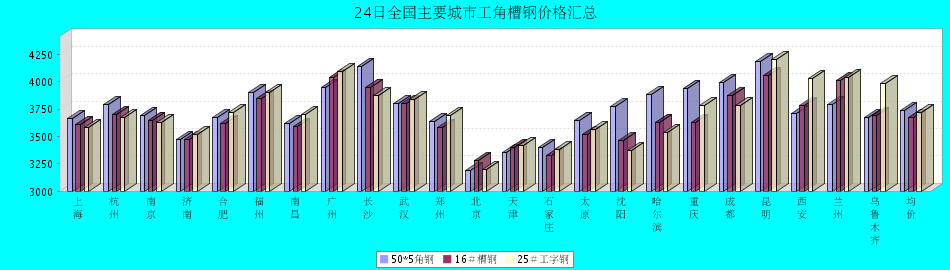 24日全国主要城市工角槽钢价格汇总
4250
4000
3750
3500
3250
3000
上海
杭州
南京
济南
合肥
福州
南昌
广州
长沙
武汉
郑州
北京
天津
石家庄
太原
沈阳
哈尔滨
重庆
成都
昆明
西安
兰州
乌鲁木齐
均价
50*5角钢 16#槽钢 25#工字钢